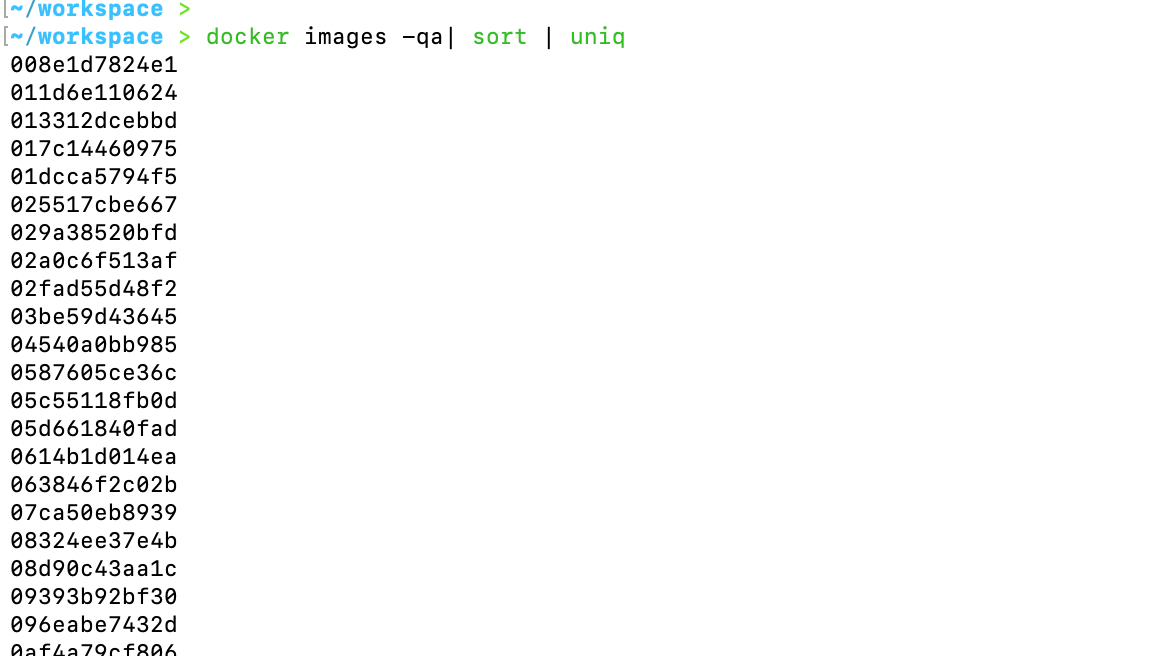 [~/workspace >
[~/workspace > docker images -qa| sort | uniq
008e1d7824e1
011d6e110624
013312dcebbd
017c14460975
01dcca5794f5
025517cbe667
029a38520bfd
02a0c6f513af
02fad55d48f2
03be59d43645
04540a0bb985
0587605ce36c
05c55118fb0d
05d661840fad
0614b1d014ea
063846f2c02b
07ca50eb8939
08324ee37e4b
08d90c43aa1c
09393b92bf30
096eabe7432d
0af4a79cf806